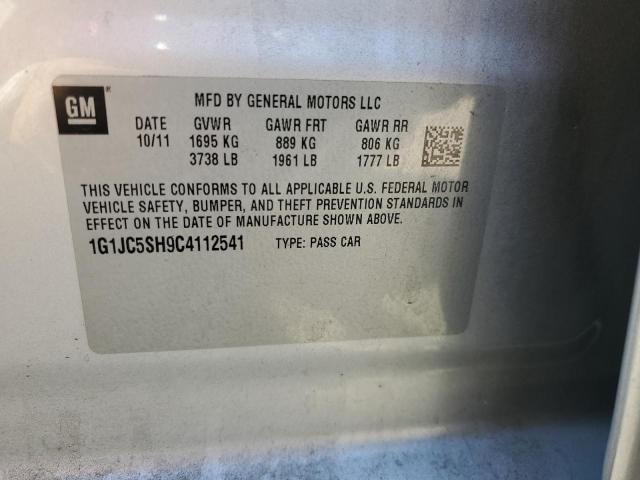 GM
MFD BY GENERAL MOTORS LLC
DATE GVWR GAWR FRT GAWR RR
10/11 1695 KG 889 KG 806 KG
3738 LB 1961 LB 1777 LB
THIS VEHICLE CONFORMS TO ALL APPLICABLE U.S. FEDERAL MOTOR
VEHICLE SAFETY, BUMPER, AND THEFT PREVENTION STANDARDS IN
EFFECT ON THE DATE OF MANUFACTURE SHOWN ABOVE.
1G1JC5SH9C4112541 TYPE: PASS CAR